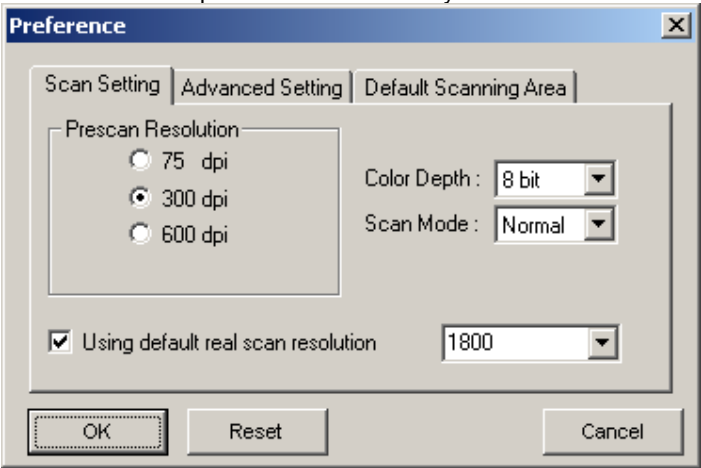 Preference
Scan Setting Advanced Setting Default Scanning Area
Prescan Resolution
75 dpi
300 dpi
600 dpi
Color Depth : 8 bit
Scan Mode : Normal
Using default real scan resolution 1800
OK Reset Cancel